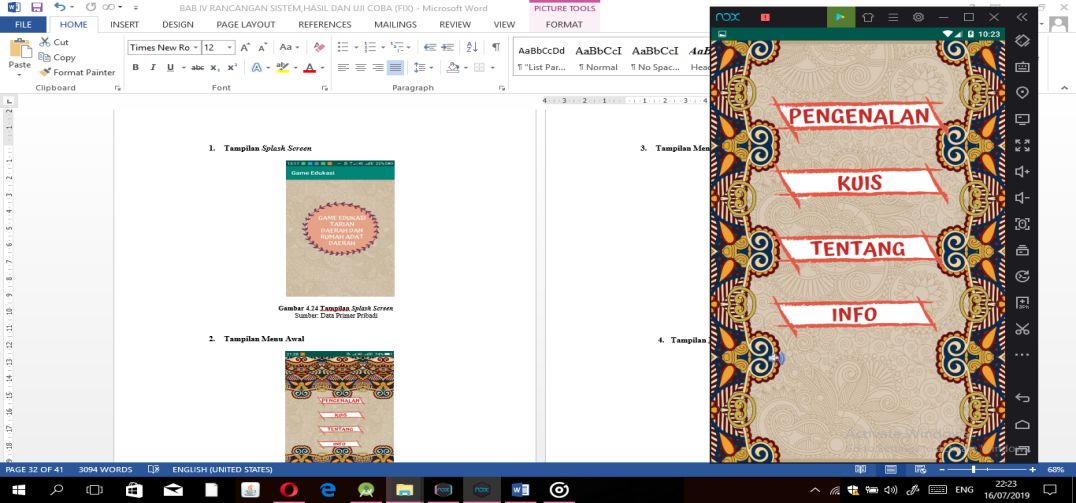 BAB IV RANCANGAN SISTEM,HASIL DAN UJI COBA (FIX) - Microsoft Word
PICTURE TOOLS
FILE HOME INSERT DESIGN PAGE LAYOUT REFERENCES MAILINGS REVIEW VIEW FORMAT
Paste
Cut
Copy
Format Painter
Clipboard
Times New Ro 12
Font
Paragraph
AaBbCcDd AaBbCcI AaBbCcI AaB
¶ "List Par... ¶ Normal ¶ No Spac... Head
1. Tampilan Splash Screen
Game Edukasi
GAME EDUKASI
TARIAN
DAERAH DAN
RUMAH ADAT
DAERAH
Gambar 4.24 Tampilan Splash Screen
Sumber: Data Primer Pribadi
2. Tampilan Menu Awal
PENGENALAN
KUIS
TENTANG
INFO
3. Tampilan Men
4. Tampilan
nox
10:23
PENGENALAN
KUIS
TENTANG
INFO
PAGE 32 OF 41 3094 WORDS ENGLISH (UNITED STATES)
68%
ENG
22:23
16/07/2019